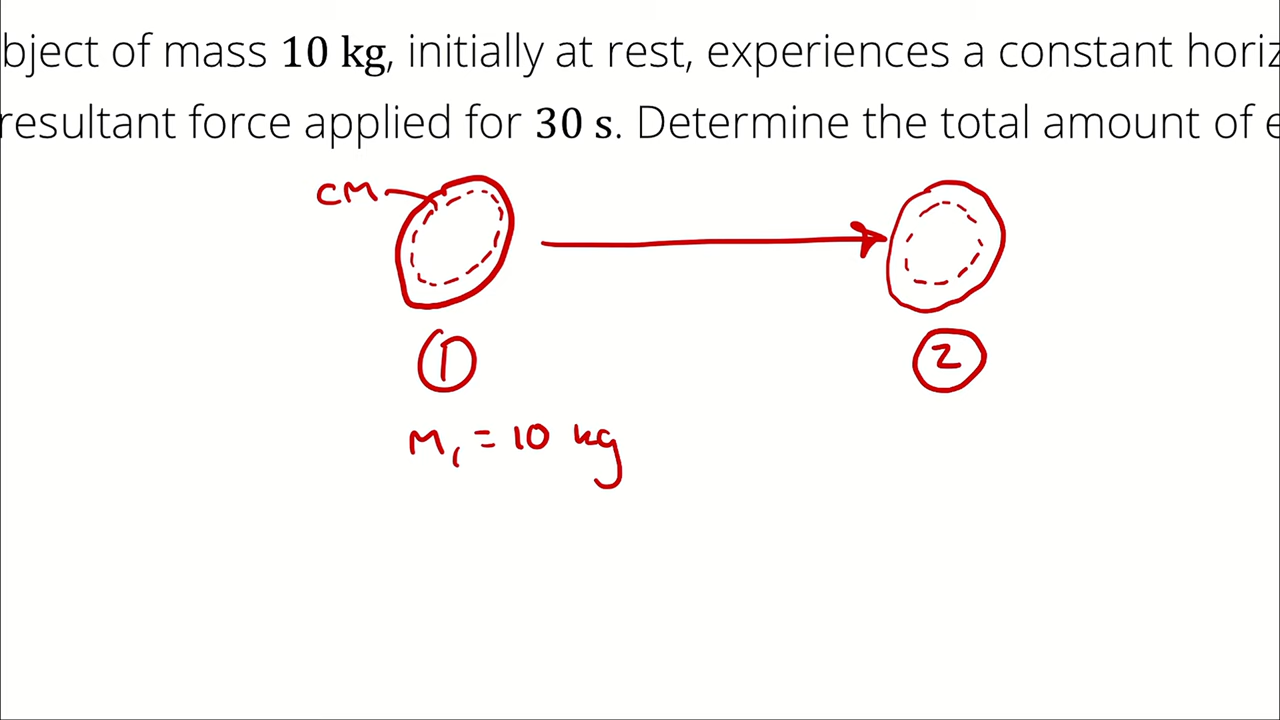 bject of mass 10 kg, initially at rest, experiences a constant horiz
resultant force applied for 30 s. Determine the total amount of e
CM
1
2
M₁ = 10 kg